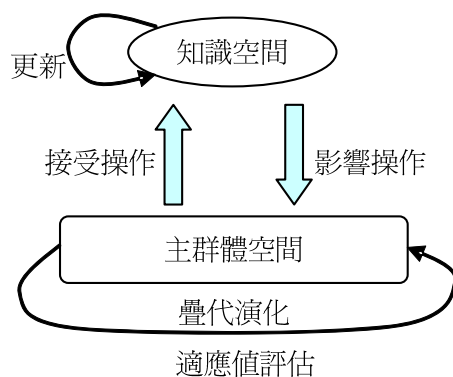 知識空間
更新
接受操作
影響操作
主群體空間
疊代演化
適應值評估